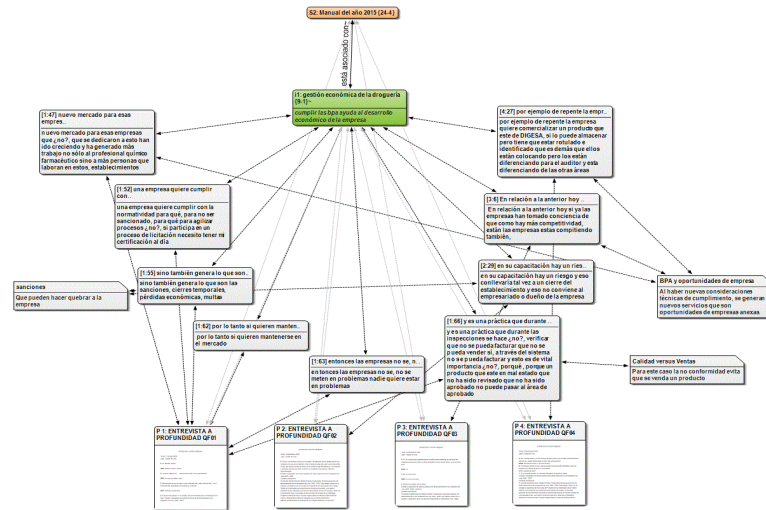 S2: Manual del año 2015 {24-4}
está asociado con~
i1: gestión económica de la droguería
{9-1}~
cumplir las bpa ayuda al desarrollo
económico de la empresa
[1:47] nuevo mercado para esas
empres..
nuevo mercado para esas empresas
que ¿no?, que se dedicaron a esto han
ido creciendo y ha generado más
trabajo no sólo al profesional químico
farmacéutico sino a más personas que
laboran en estos, establecimientos
[4:27] por ejemplo de repente la empr..
por ejemplo de repente la empresa
quiere comercializar un producto que
este de DIGESA, si lo puede almacenar
pero tiene que estar rotulado e
identificado que es demás que ellos
están colocando pero los están
diferenciando para el auditor y esta
diferenciando de las otras áreas
[1:52] una empresa quiere cumplir
con..
una empresa quiere cumplir con la
normatividad para qué, para no ser
sancionado, para qué para agilizar
procesos ¿no?, si participa en un
proceso de licitación necesito tener mi
certificación al día
[3:6] En relación a la anterior hoy ..
En relación a la anterior hoy si ya las
empresas han tomado conciencia de
que como hay más competitividad,
están las empresas estas compitiendo
también,
[1:55] sino también genera lo que son..
sino también genera lo que son las
sanciones, cierres temporales,
pérdidas económicas, multas
[2:29] en su capacitación hay un ries..
en su capacitación hay un riesgo y eso
conllevaría tal vez a un cierre del
establecimiento y eso no conviene al
empresariado o dueño de la empresa
sanciones
Que pueden hacer quebrar a la
empresa
BPA y oportunidades de empresa
Al haber nuevas consideraciones
técnicas de cumplimiento, se generan
nuevos servicios que son
oportunidades de empresas anexas
[1:62] por lo tanto si quieren manten..
por lo tanto si quieren mantenerse en
el mercado
[1:66] y es una práctica que durante ..
y es una práctica que durante las
inspecciones se hace ¿no?, verificar
que no se pueda facturar que no se
pueda vender sí, a través del sistema
no se pueda facturar y esto es de vital
importancia ¿no?, porqué, porque un
producto que este en mal estado que
no ha sido revisado que no ha sido
aprobado no puede pasar al área de
aprobado
[1:63] entonces las empresas no se, n..
entonces las empresas no se, no se
meten en problemas nadie quiere estar
en problemas
Calidad versus Ventas
Para este caso la no conformidad evita
que se venda un producto
P 1: ENTREVISTA A
PROFUNDIDAD QF01
P 2: ENTREVISTA A
PROFUNDIDAD QF02
P 3: ENTREVISTA A
PROFUNDIDAD QF03
P 4: ENTREVISTA A
PROFUNDIDAD QF04